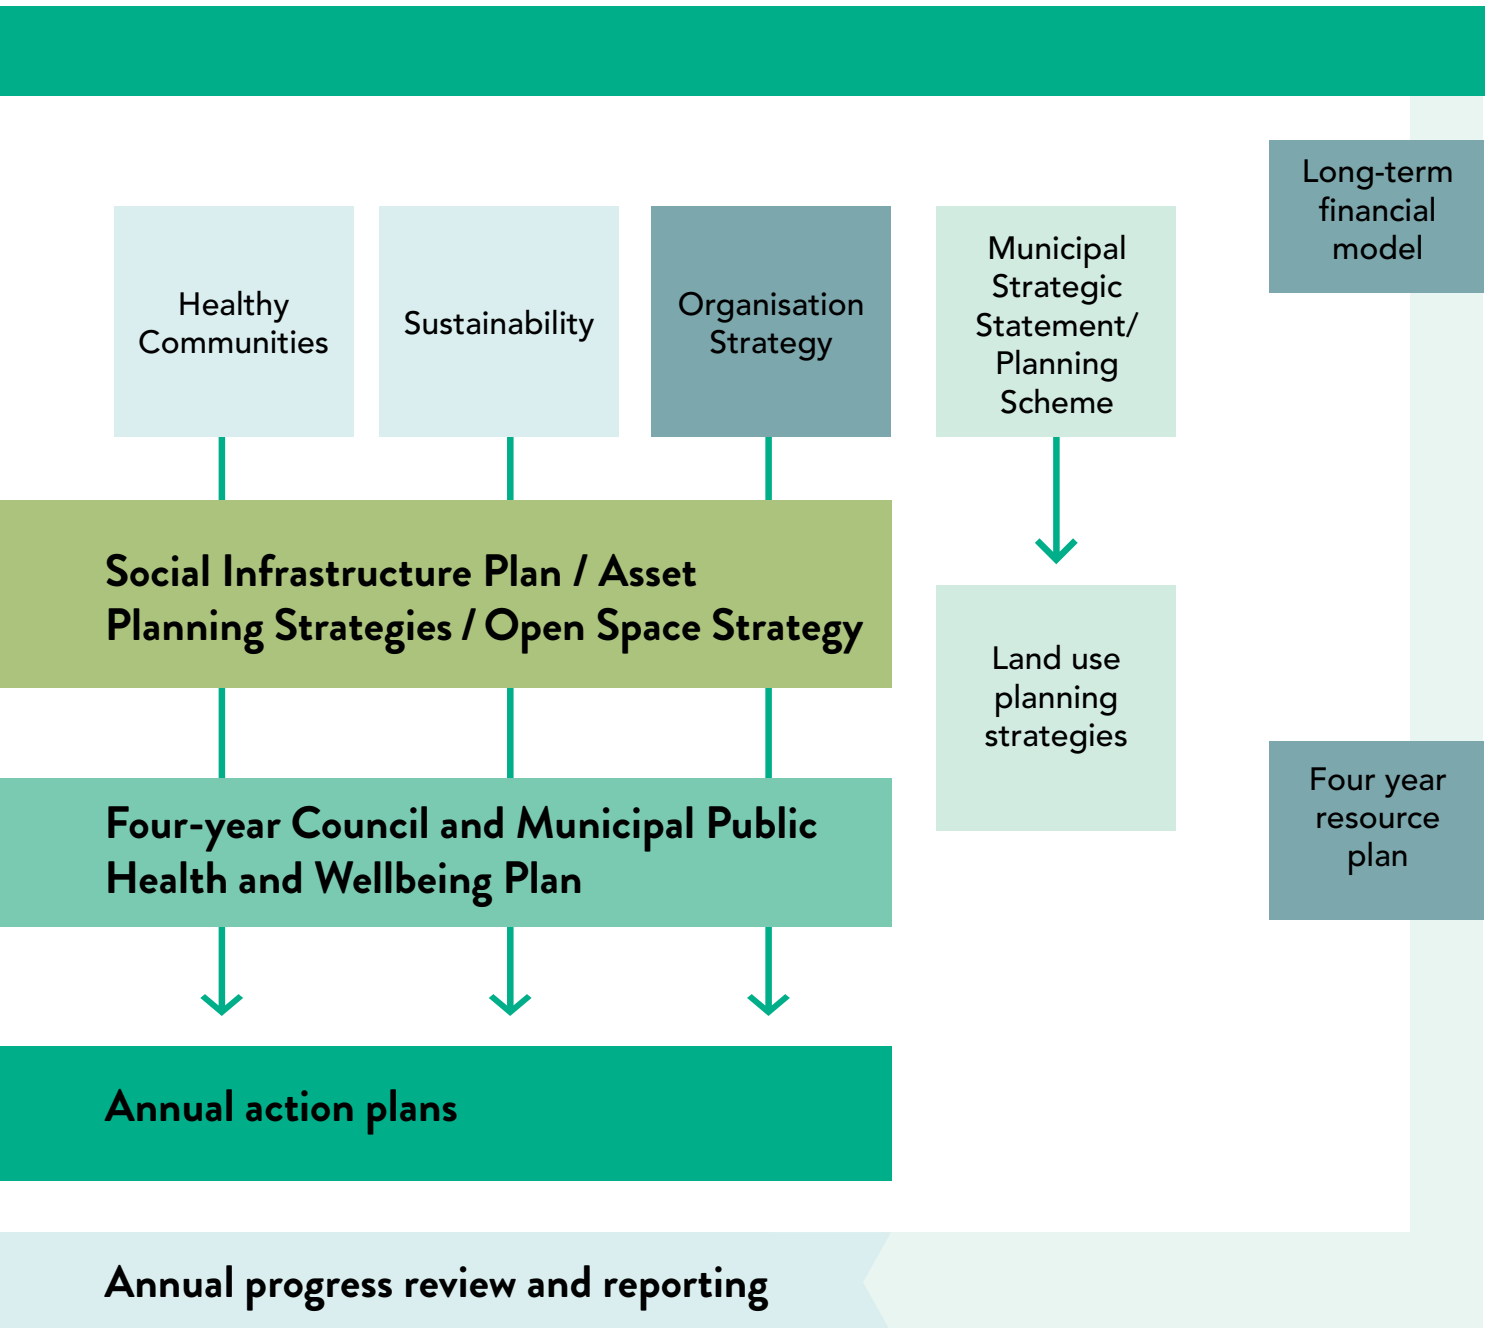 Long-term
financial
model
Healthy
Communities
Sustainability
Organisation
Strategy
Municipal
Strategic
Statement/
Planning
Scheme
Social Infrastructure Plan / Asset
Planning Strategies / Open Space Strategy
Land use
planning
strategies
Four year
resource
plan
Four-year Council and Municipal Public
Health and Wellbeing Plan
Annual action plans
Annual progress review and reporting